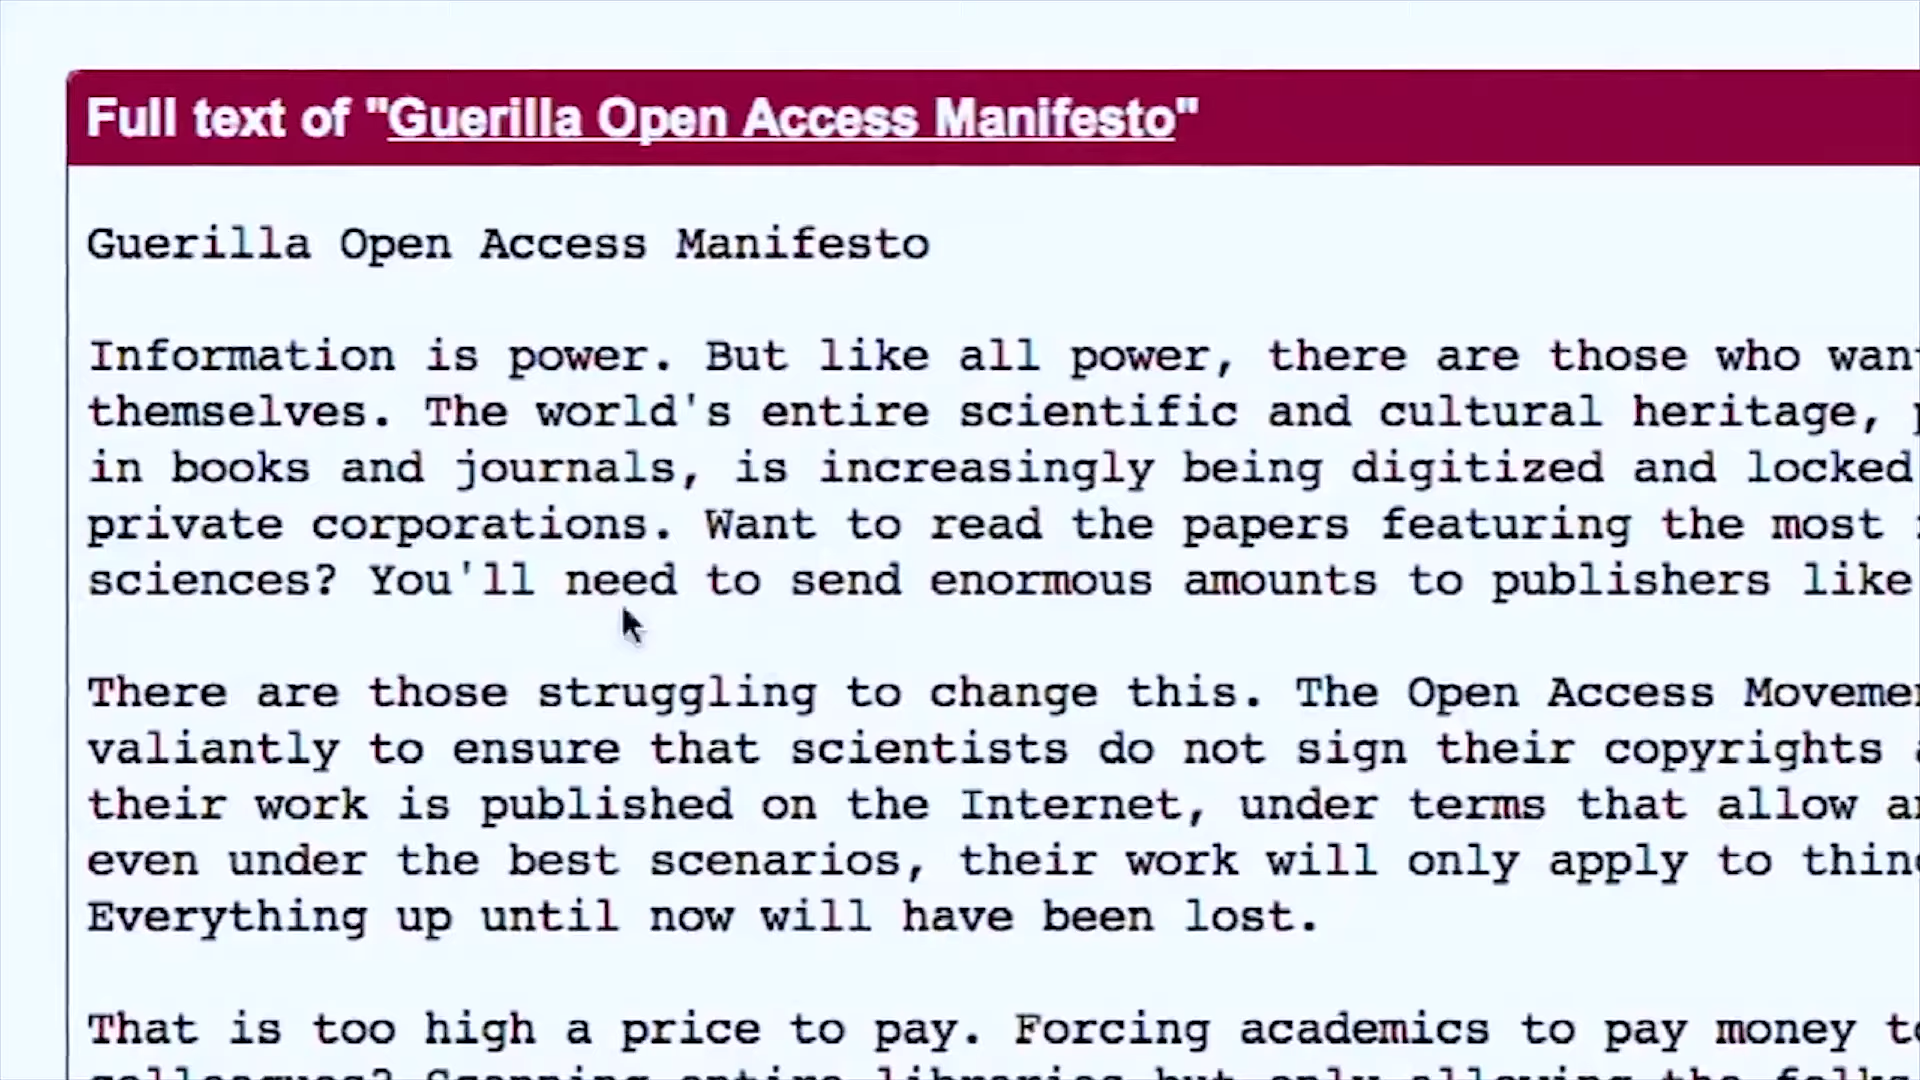 Full text of "Guerilla Open Access Manifesto"
Guerilla Open Access Manifesto
Information is power. But like all power, there are those who
themselves. The world's entire scientific and cultural heritage,
in books and journals, is increasingly being digitized and locked
private corporations. Want to read the papers featuring the most
sciences? You'll need to send enormous amounts to publishers like
There are those struggling to change this. The Open Access
valiantly to ensure that scientists do not sign their copyrights
their work is published on the Internet, under terms that allow
even under the best scenarios, their work will only apply to
Everything up until now will have been lost.
That is too high a price to pay. Forcing academics to pay money